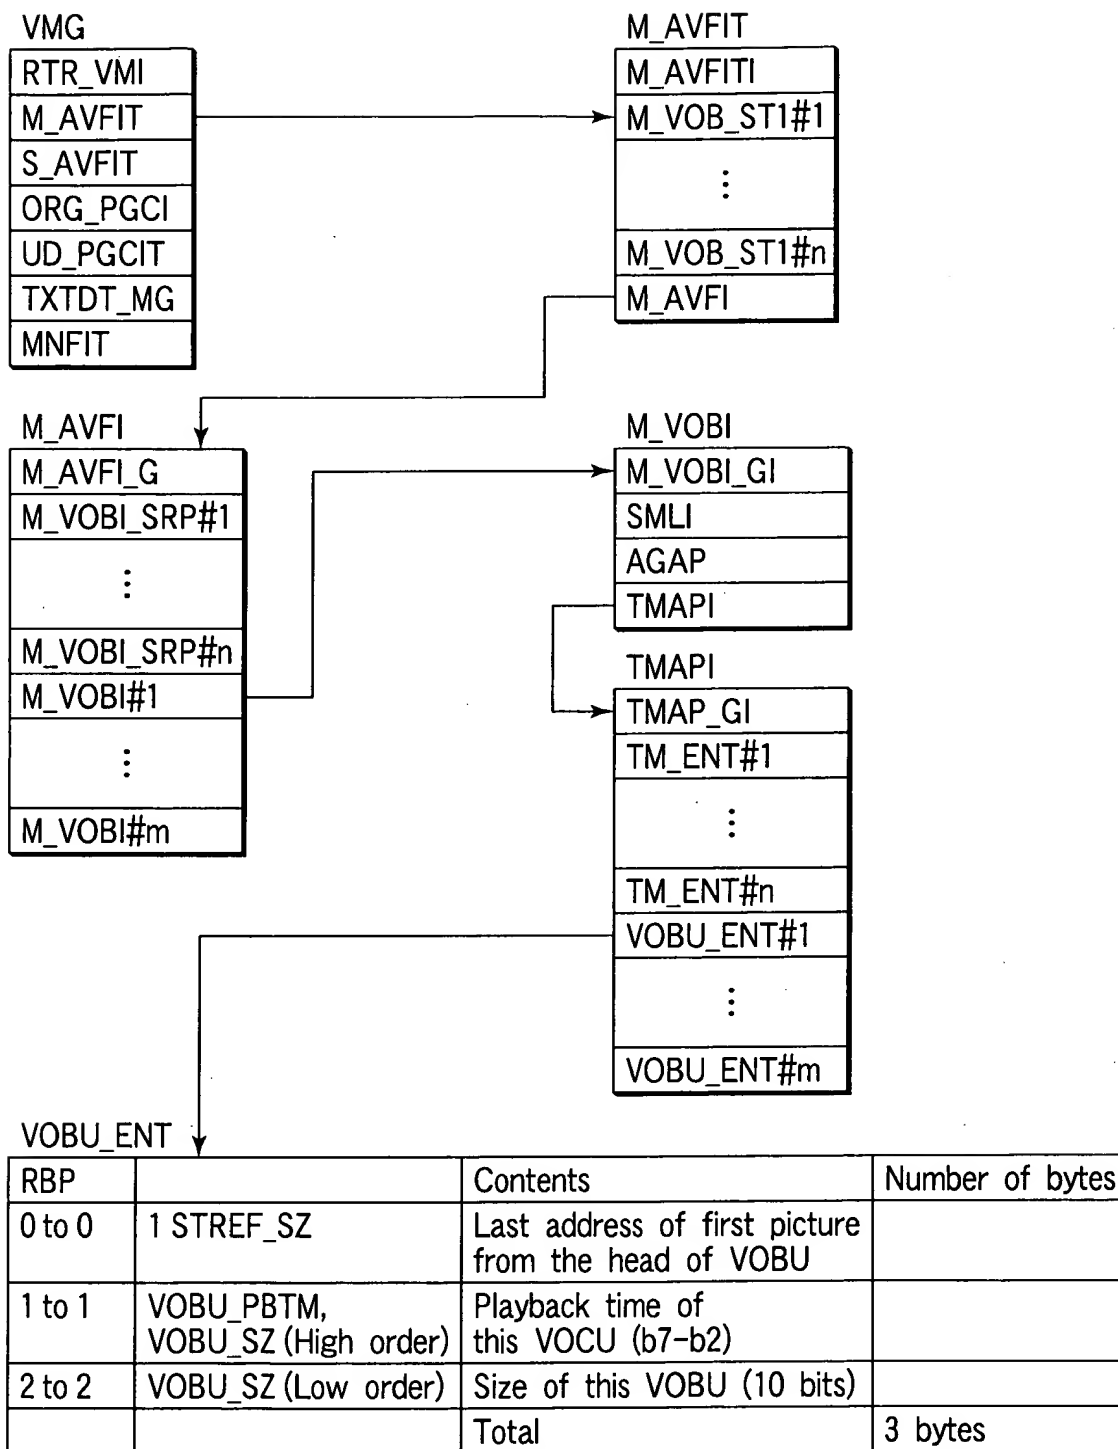 VMG
RTR_VMI
M_AVFIT
S_AVFIT
ORG_PGCI
UD_PGCIT
TXTDT_MG
MNFIT
M_AVFIT
M_AVFITI
M_VOB_ST1#1
⋮
M_VOB_ST1#n
M_AVFI
M_AVFI
M_AVFI_G
M_VOBI_SRP#1
⋮
M_VOBI_SRP#n
M_VOBI#1
⋮
M_VOBI#m
M_VOBI
M_VOBI_GI
SMLI
AGAP
TMAPI
TMAPI
TMAP_GI
TM_ENT#1
⋮
TM_ENT#n
VOBU_ENT#1
⋮
VOBU_ENT#m
VOBU_ENT
RBP Contents Number of bytes
0 to 0 1 STREF_SZ Last address of first picture
from the head of VOBU
1 to 1 VOBU_PBTM, Playback time of
VOBU_SZ (High order) this VOCU (b7-b2)
2 to 2 VOBU_SZ (Low order) Size of this VOBU (10 bits)
Total 3 bytes